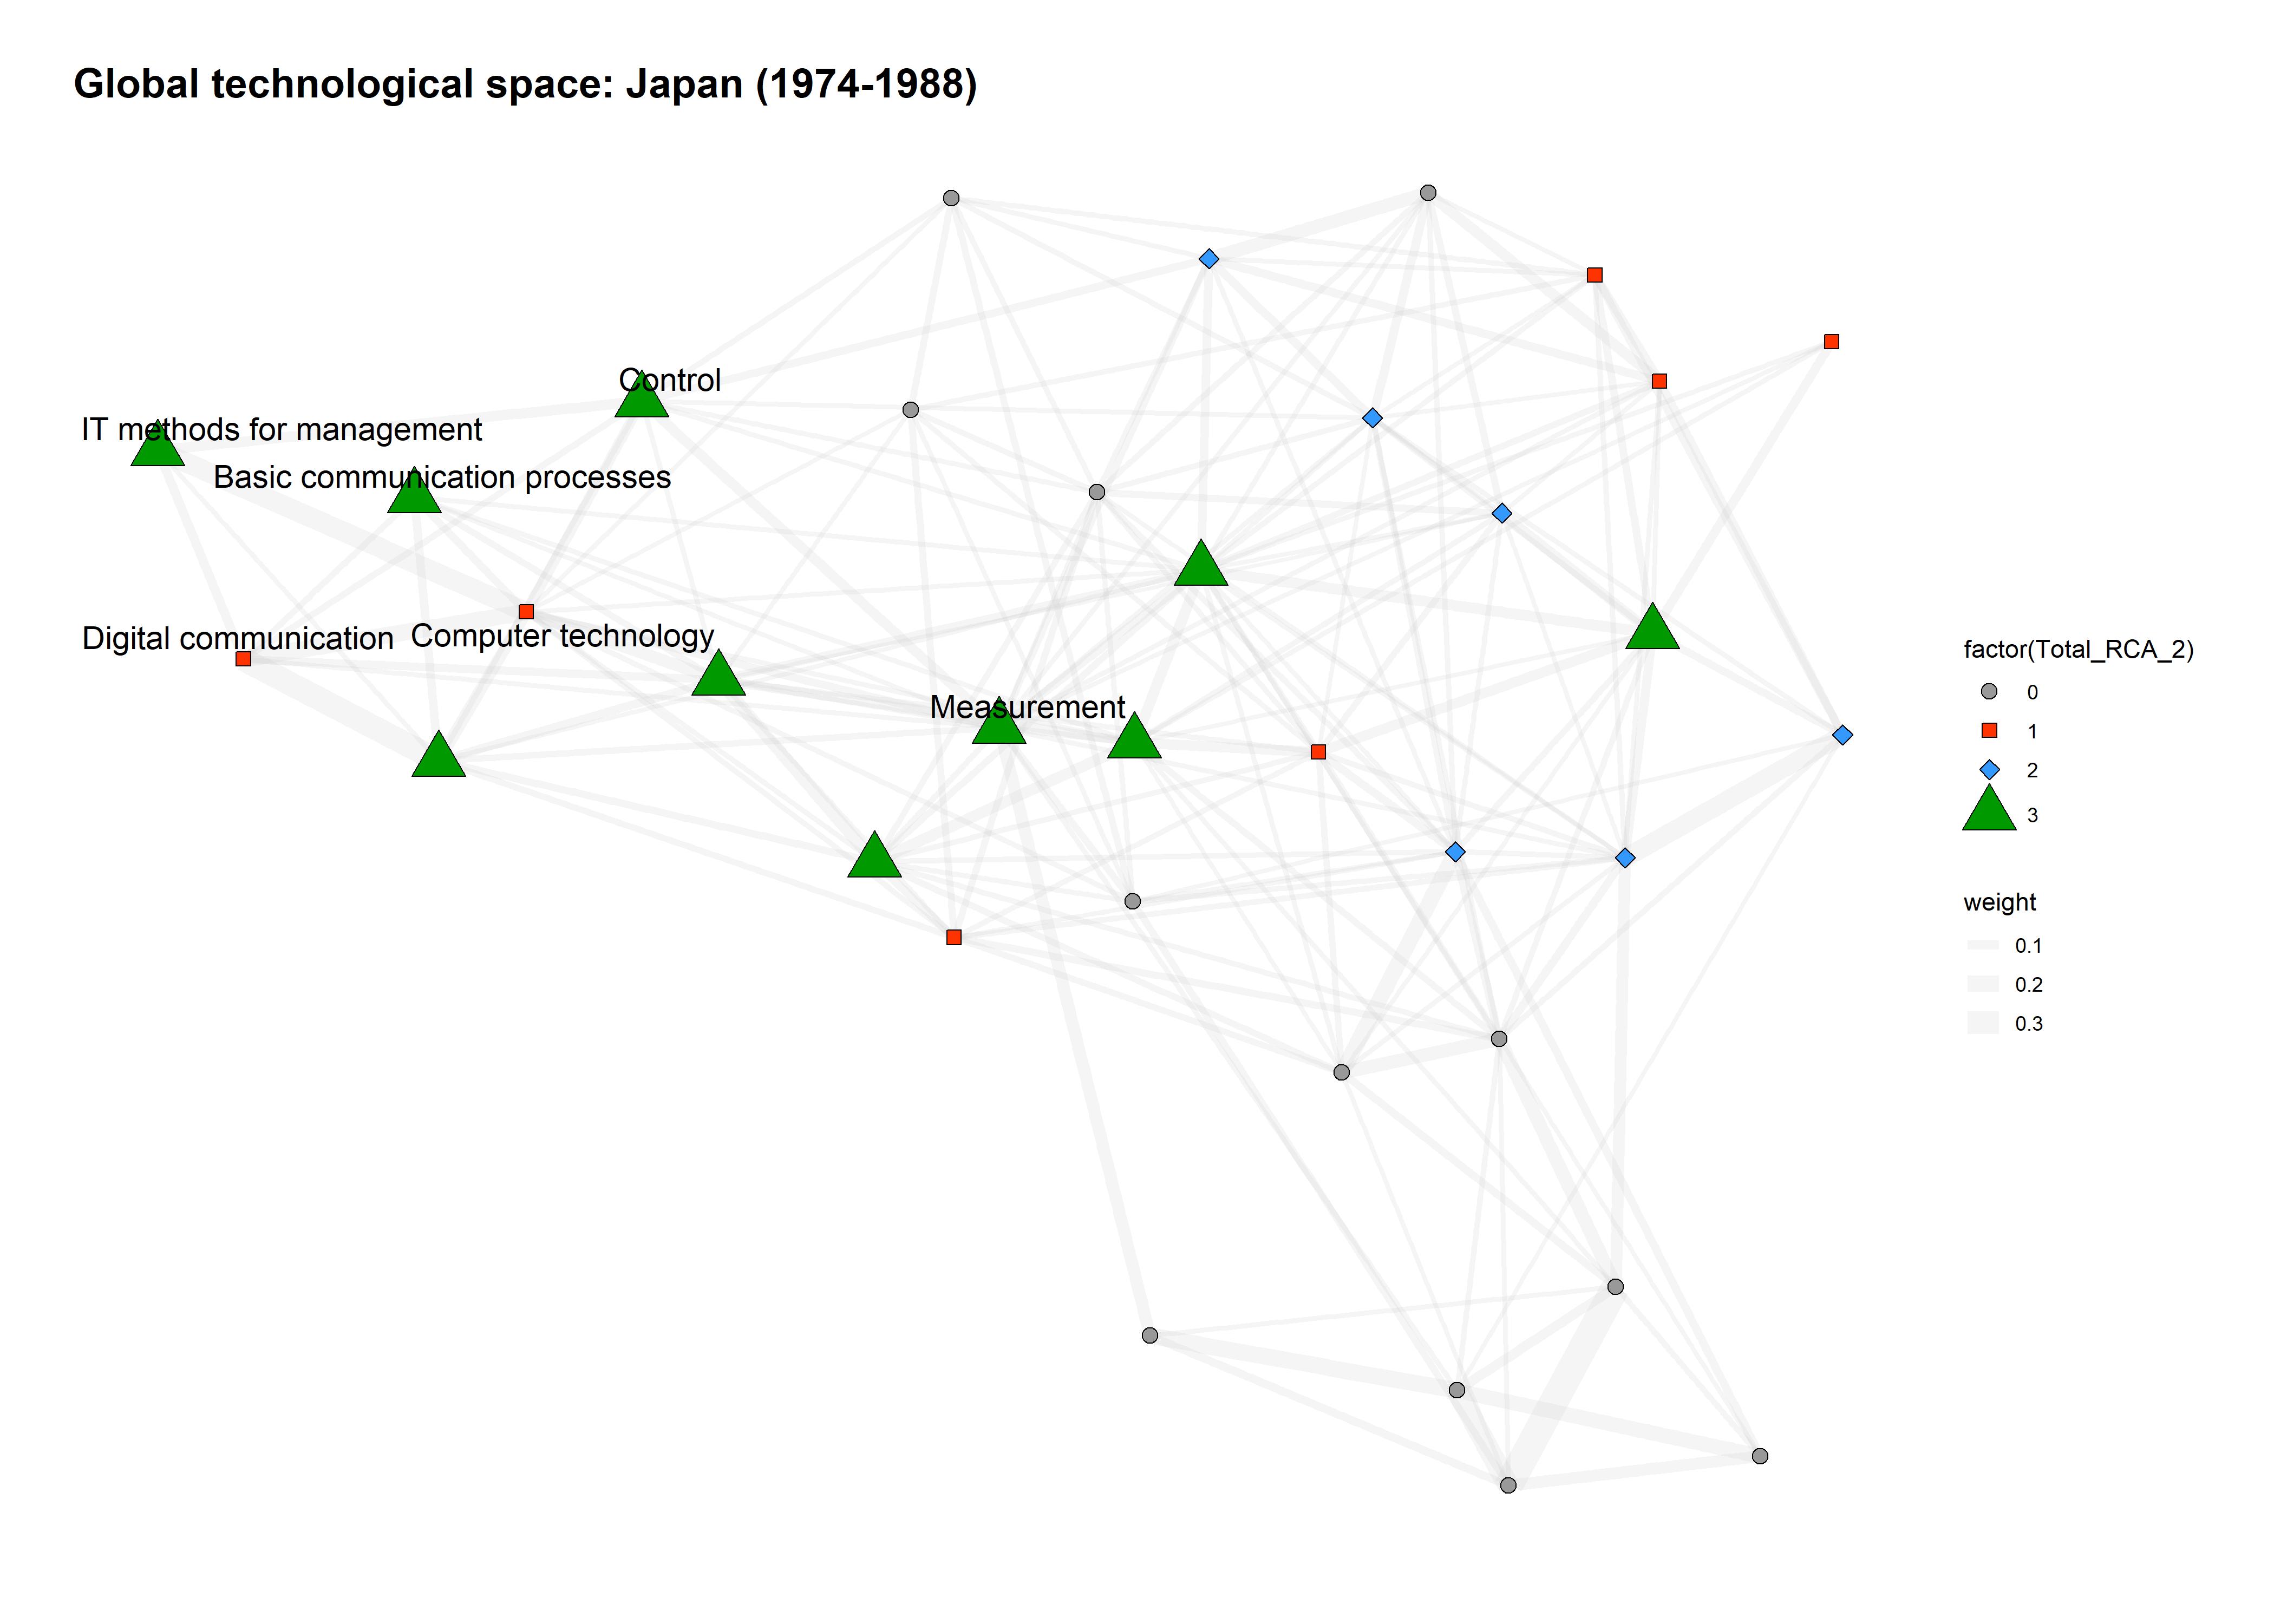 Global technological space: Japan (1974-1988)
Control
IT methods for management
Basic communication processes
Digital communication
Computer technology
Measurement
factor(Total_RCA_2)
0
1
2
3
weight
0.1
0.2
0.3